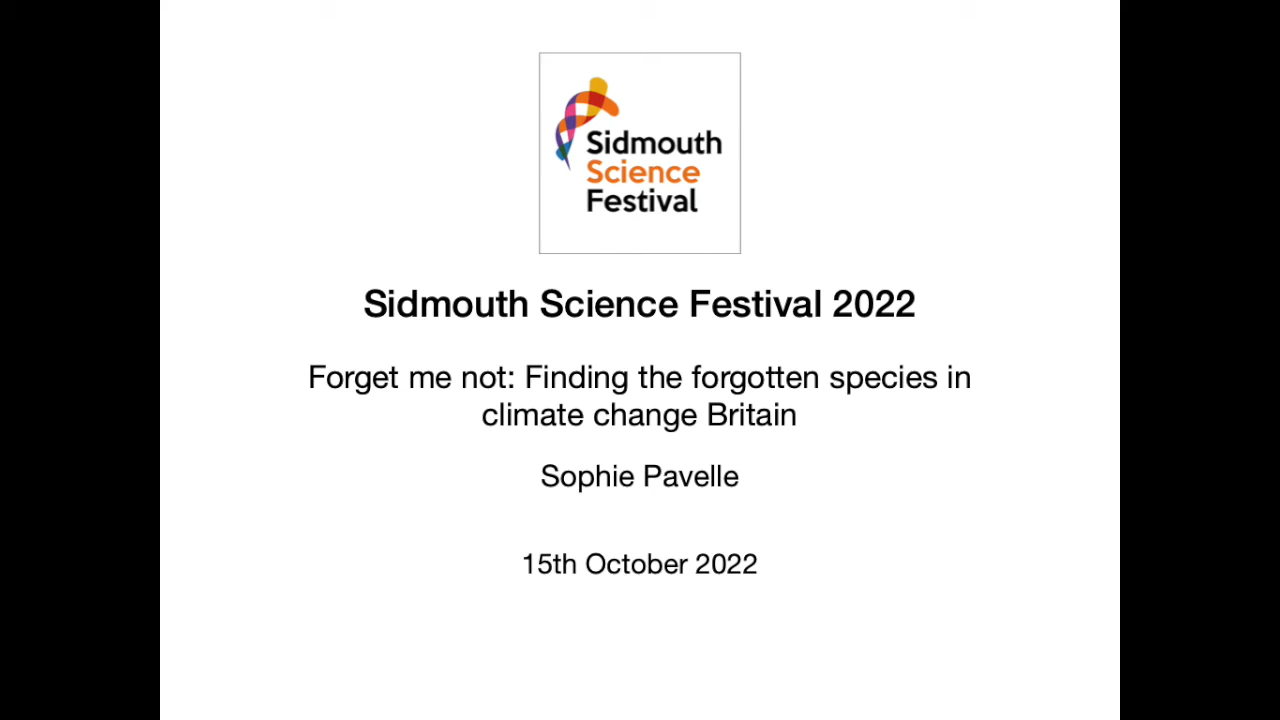 Sidmouth
Science
Festival
Sidmouth Science Festival 2022
Forget me not: Finding the forgotten species in
climate change Britain
Sophie Pavelle
15th October 2022